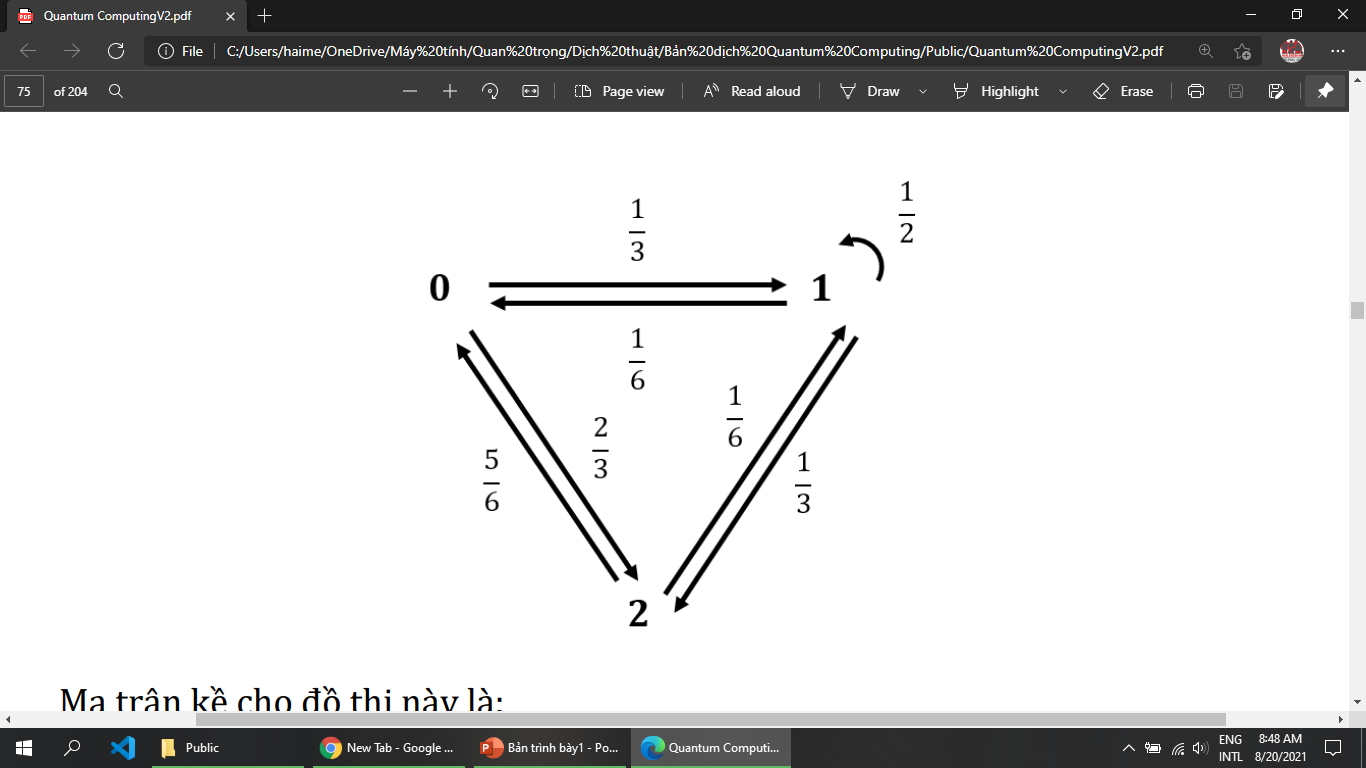 Quantum ComputingV2.pdf
File C:/Users/haime/OneDrive/Máy%20tính/Quan%20trọng/Dịch%20thuật/Bản%20dịch%20Quantum%20Computing/Public/Quantum%20ComputingV2.pdf
75 of 204 Page view Read aloud Draw Highlight Erase
1/2
1/3
0 1
1/6
1/6
2/3
5/6
1/3
2
Ma trận kề cho đồ thị này là:
Public New Tab - Google ... Bản trình bày1 - Po... Quantum Computi... ENG INTL 8:48 AM 8/20/2021